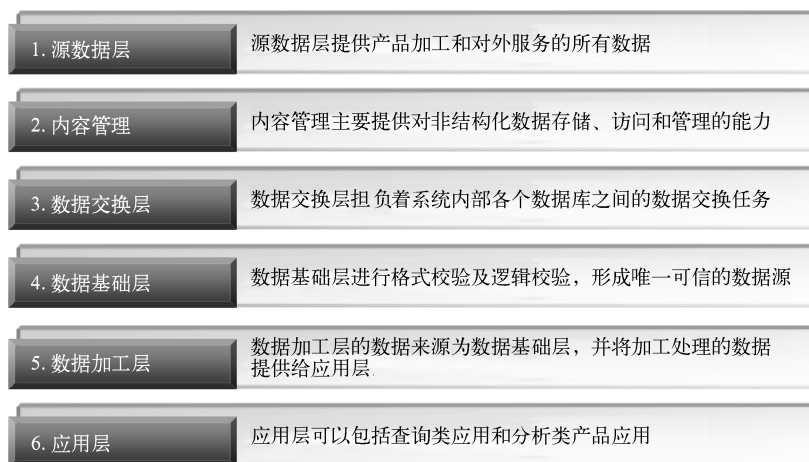 1. 源数据层
源数据层提供产品加工和对外服务的所有数据
2. 内容管理
内容管理主要提供对非结构化数据存储、访问和管理的能力
3. 数据交换层
数据交换层担负着系统内部各个数据库之间的数据交换任务
4. 数据基础层
数据基础层进行格式校验及逻辑校验，形成唯一可信的数据源
5. 数据加工层
数据加工层的数据来源为数据基础层，并将加工处理的数据
提供给应用层
6. 应用层
应用层可以包括查询类应用和分析类产品应用